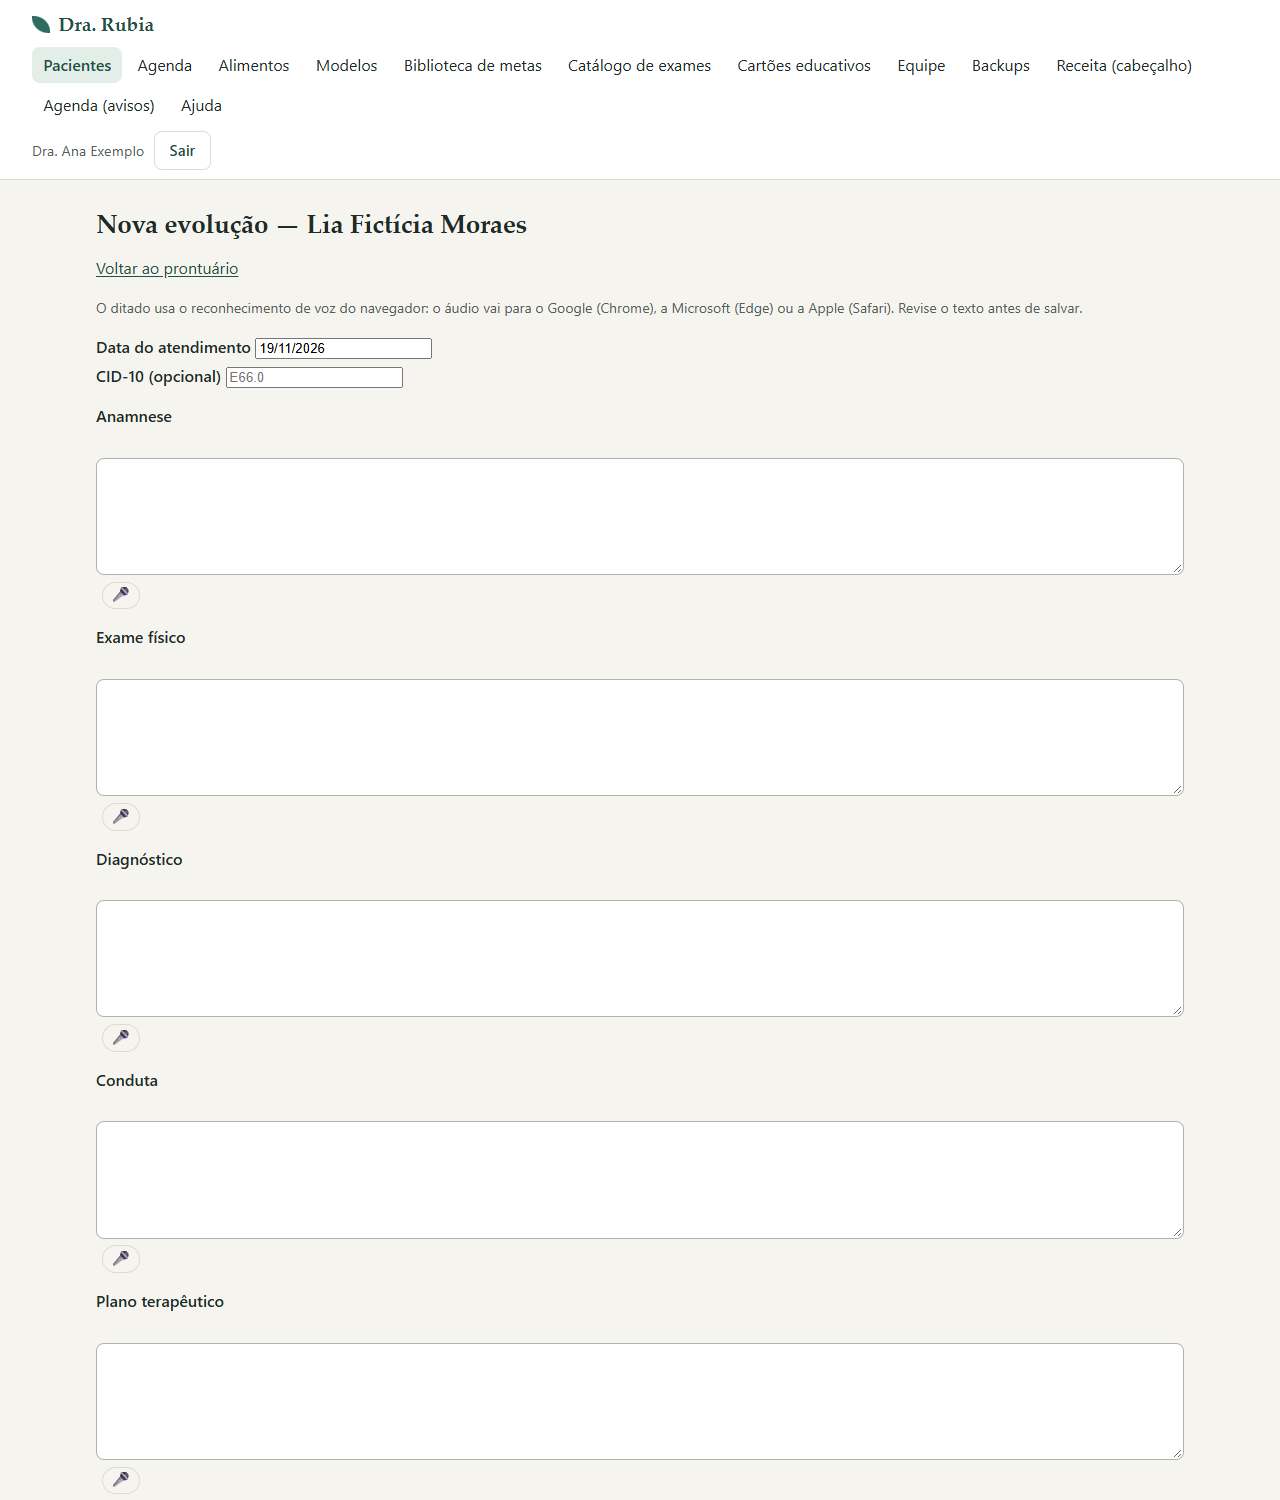 Dra. Rubia
Pacientes Agenda Alimentos Modelos Biblioteca de metas Catálogo de exames Cartões educativos Equipe Backups Receita (cabeçalho)
Agenda (avisos) Ajuda
Dra. Ana Exemplo Sair
Nova evolução — Lia Fictícia Moraes
Voltar ao prontuário
O ditado usa o reconhecimento de voz do navegador: o áudio vai para o Google (Chrome), a Microsoft (Edge) ou a Apple (Safari). Revise o texto antes de salvar.
Data do atendimento 19/11/2026
CID-10 (opcional) E66.0
Anamnese
Exame físico
Diagnóstico
Conduta
Plano terapêutico